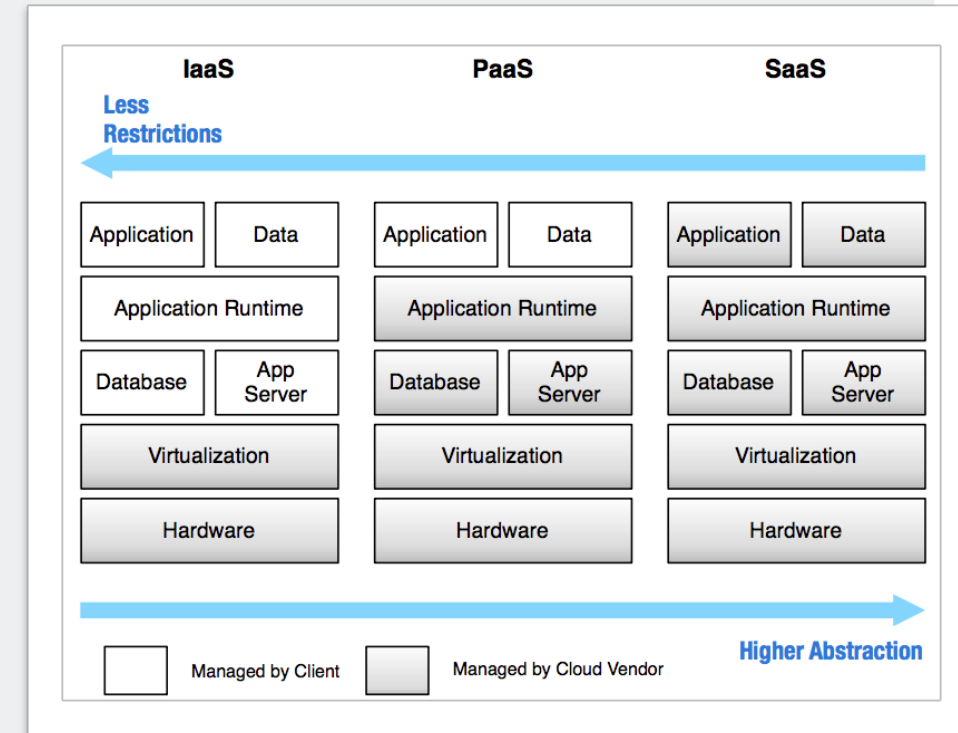 IaaS PaaS SaaS
Less
Restrictions
Application Data Application Data Application Data
Application Runtime Application Runtime Application Runtime
Database App Server Database App Server Database App Server
Virtualization Virtualization Virtualization
Hardware Hardware Hardware
Higher Abstraction
Managed by Client Managed by Cloud Vendor